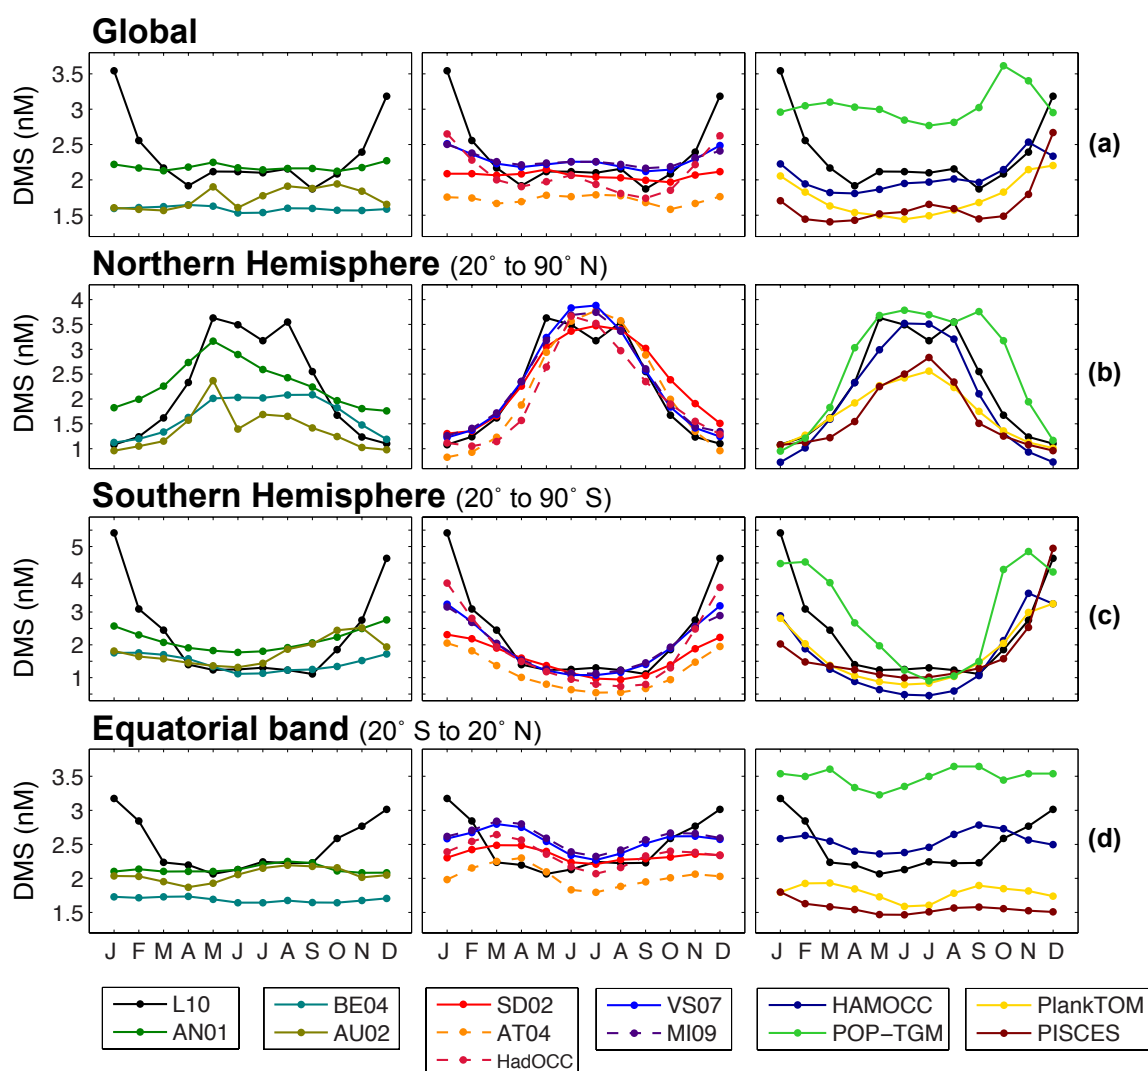 Global
DMS (nM)
3.5
3
2.5
2
1.5
(a)
Northern Hemisphere (20° to 90° N)
DMS (nM)
4
3.5
3
2.5
2
1.5
1
(b)
Southern Hemisphere (20° to 90° S)
DMS (nM)
5
4
3
2
1
(c)
Equatorial band (20° S to 20° N)
DMS (nM)
3.5
3
2.5
2
1.5
(d)
J F M A M J J A S O N D
J F M A M J J A S O N D
J F M A M J J A S O N D
L10
AN01
BE04
AU02
SD02
AT04
HadOCC
VS07
MI09
HAMOCC
POP-TGM
PlankTOM
PISCES